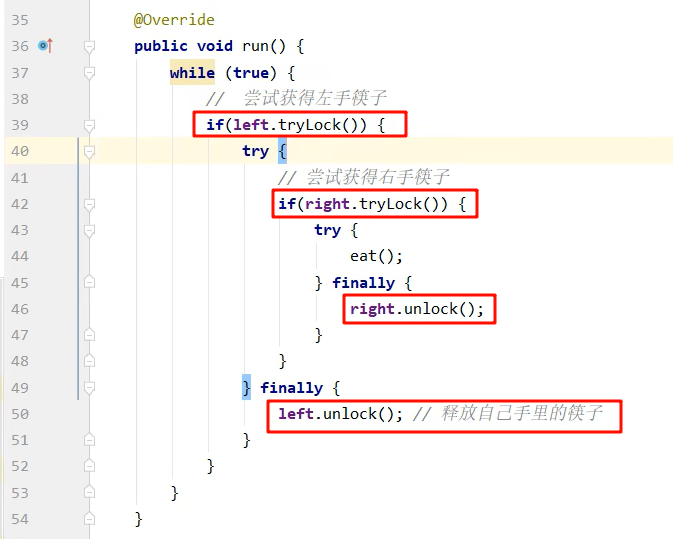 35 @Override
36 public void run() {
37 while (true) {
38 // 尝试获得左手筷子
39 if(left.tryLock()) {
40 try {
41 // 尝试获得右手筷子
42 if(right.tryLock()) {
43 try {
44 eat();
45 } finally {
46 right.unlock();
47 }
48 }
49 } finally {
50 left.unlock(); // 释放自己手里的筷子
51 }
52 }
53 }
54 }